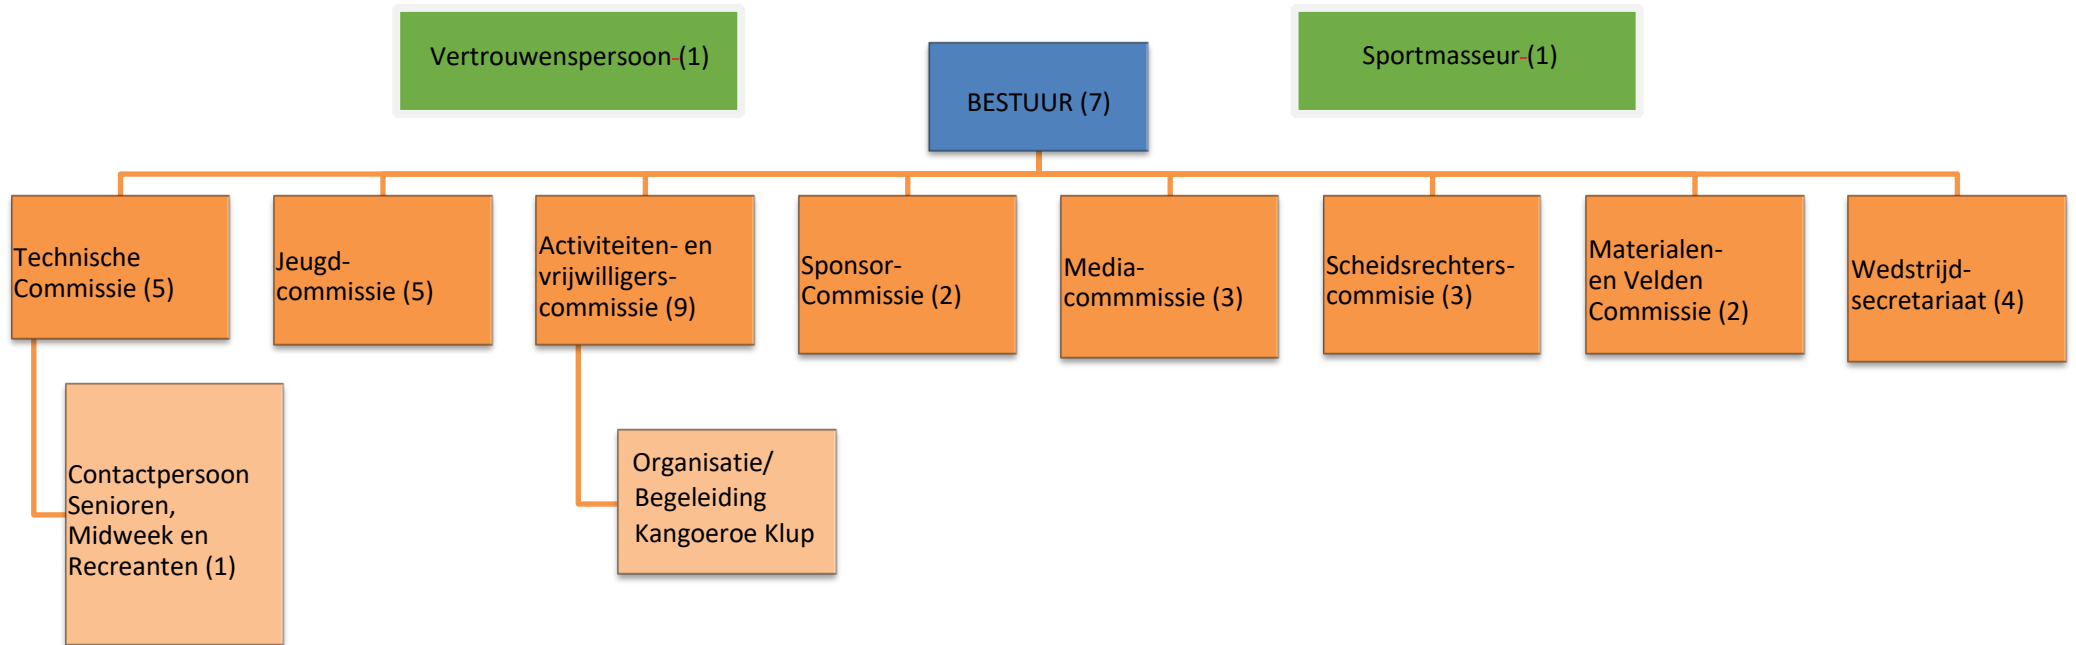 Vertrouwenspersoon-(1)
Sportmasseur-(1)
BESTUUR (7)
Technische
Commissie (5)
Jeugd-
commissie (5)
Activiteiten- en
vrijwilligers-
commissie (9)
Sponsor-
Commissie (2)
Media-
commmissie (3)
Scheidsrechters-
commisie (3)
Materialen-
en Velden
Commissie (2)
Wedstrijd-
secretariaat (4)
Contactpersoon
Senioren,
Midweek en
Recreanten (1)
Organisatie/
Begeleiding
Kangoeroe Klup